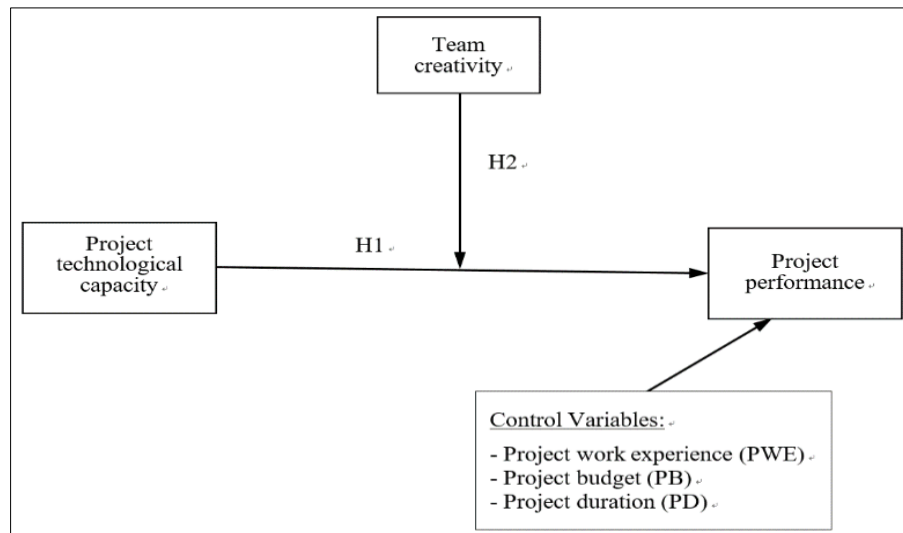 Team
creativity
H2
H1
Project
technological
capacity
Project
performance
Control Variables:
- Project work experience (PWE)
- Project budget (PB)
- Project duration (PD)